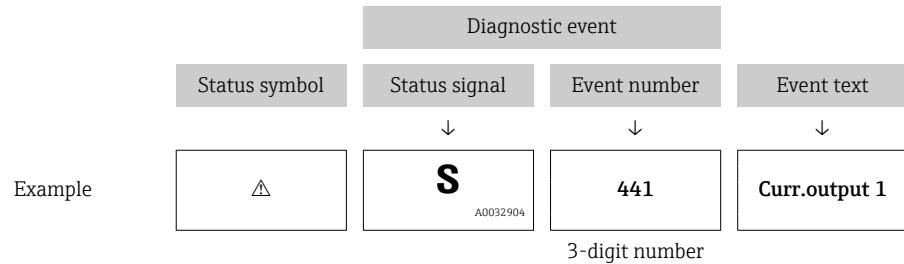 Diagnostic event
Status symbol Status signal Event number Event text
↓ ↓ ↓
Example ⚠ S 441 Curr.output 1
A0032904
3-digit number